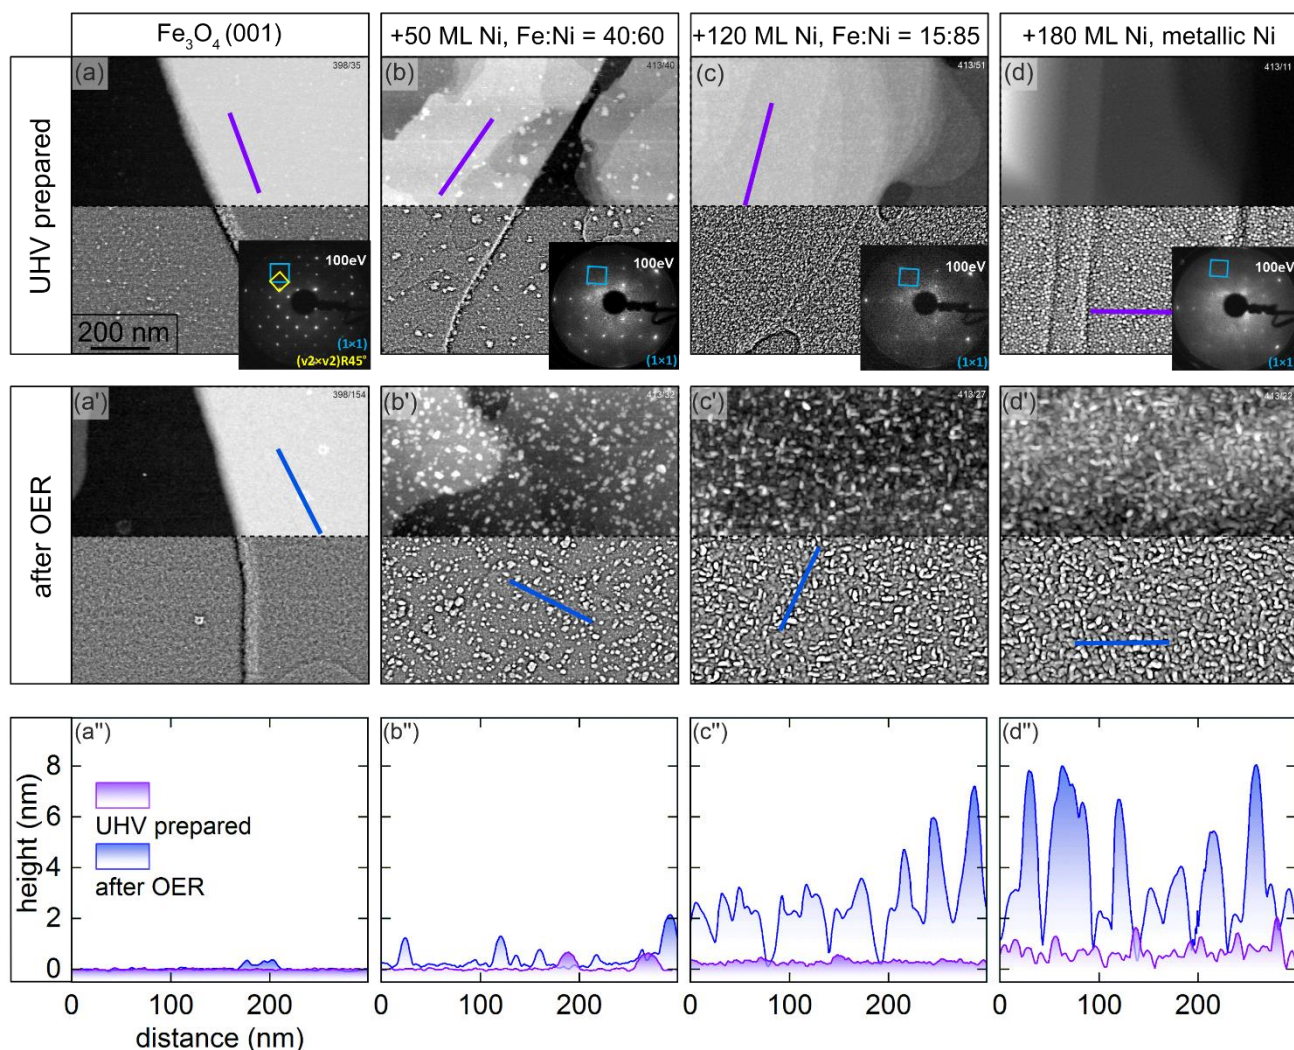 Fe₃O₄ (001)
+50 ML Ni, Fe:Ni = 40:60
+120 ML Ni, Fe:Ni = 15:85
+180 ML Ni, metallic Ni
UHV prepared
(a)
398/35
200 nm
100eV
(1×1)
(v2×v2)R45°
(b)
413/40
100eV
(1×1)
(c)
413/51
100eV
(1×1)
(d)
413/11
100eV
(1×1)
after OER
(a')
398/154
(b')
413/32
(c')
413/27
(d')
413/22
height (nm)
8
6
4
2
0
(a'')
UHV prepared
after OER
(b'')
(c'')
(d'')
0 100 200
0 100 200
0 100 200
0 100 200
distance (nm)